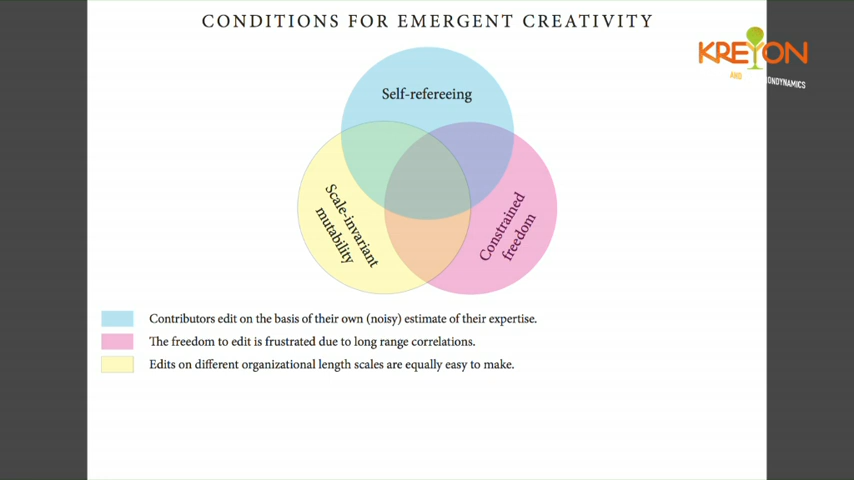 CONDITIONS FOR EMERGENT CREATIVITY
KREYON
AND
ONDYNAMICS
Self-refereeing
Scale-invariant
mutability
Constrained
freedom
Contributors edit on the basis of their own (noisy) estimate of their expertise.
The freedom to edit is frustrated due to long range correlations.
Edits on different organizational length scales are equally easy to make.